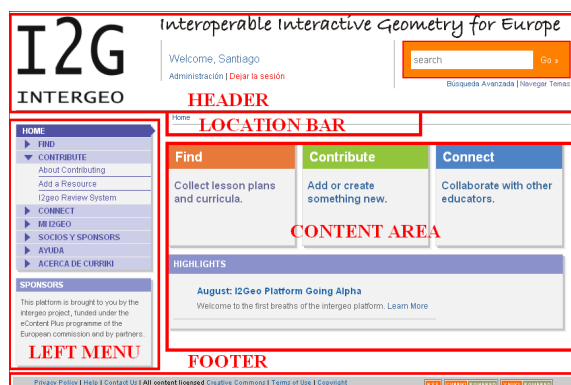 I2G
INTERGEO
Interoperable Interactive Geometry for Europe
Welcome, Santiago
Administración | Dejar la sesión
search
Go »
Búsqueda Avanzada | Navegar Temas
HEADER
Home
LOCATION BAR
HOME
FIND
CONTRIBUTE
About Contributing
Add a Resource
I2geo Review System
CONNECT
MI I2GEO
SOCIOS Y SPONSORS
AYUDA
ACERCA DE CURRIKI
SPONSORS
This platform is brought to you by the
intergeo project, funded under the
eContent Plus programme of the
European commission and by partners.
LEFT MENU
Find
Collect lesson plans
and curricula.
Contribute
Add or create
something new.
Connect
Collaborate with other
educators.
CONTENT AREA
HIGHLIGHTS
August: I2Geo Platform Going Alpha
Welcome to the first breaths of the intergeo platform. Learn More
FOOTER
Privacy Policy | Help | Contact Us | All content licensed Creative Commons | Terms of Use | Copyright